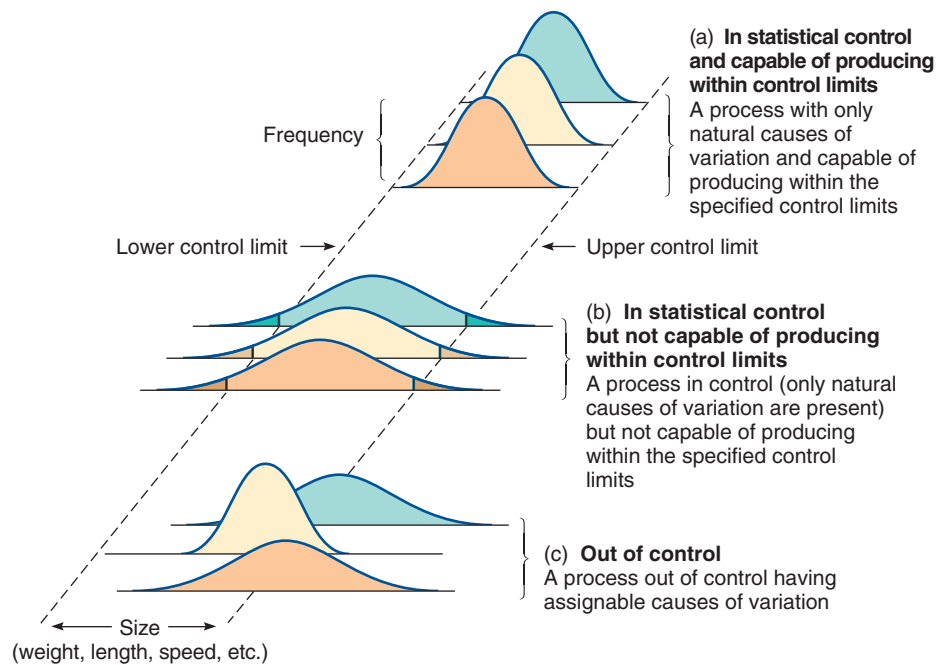 (a) In statistical control
and capable of producing
within control limits
A process with only
natural causes of
variation and capable of
producing within the
specified control limits
Frequency
Lower control limit
Upper control limit
(b) In statistical control
but not capable of producing
within control limits
A process in control (only natural
causes of variation are present)
but not capable of producing
within the specified control
limits
(c) Out of control
A process out of control having
assignable causes of variation
Size
(weight, length, speed, etc.)